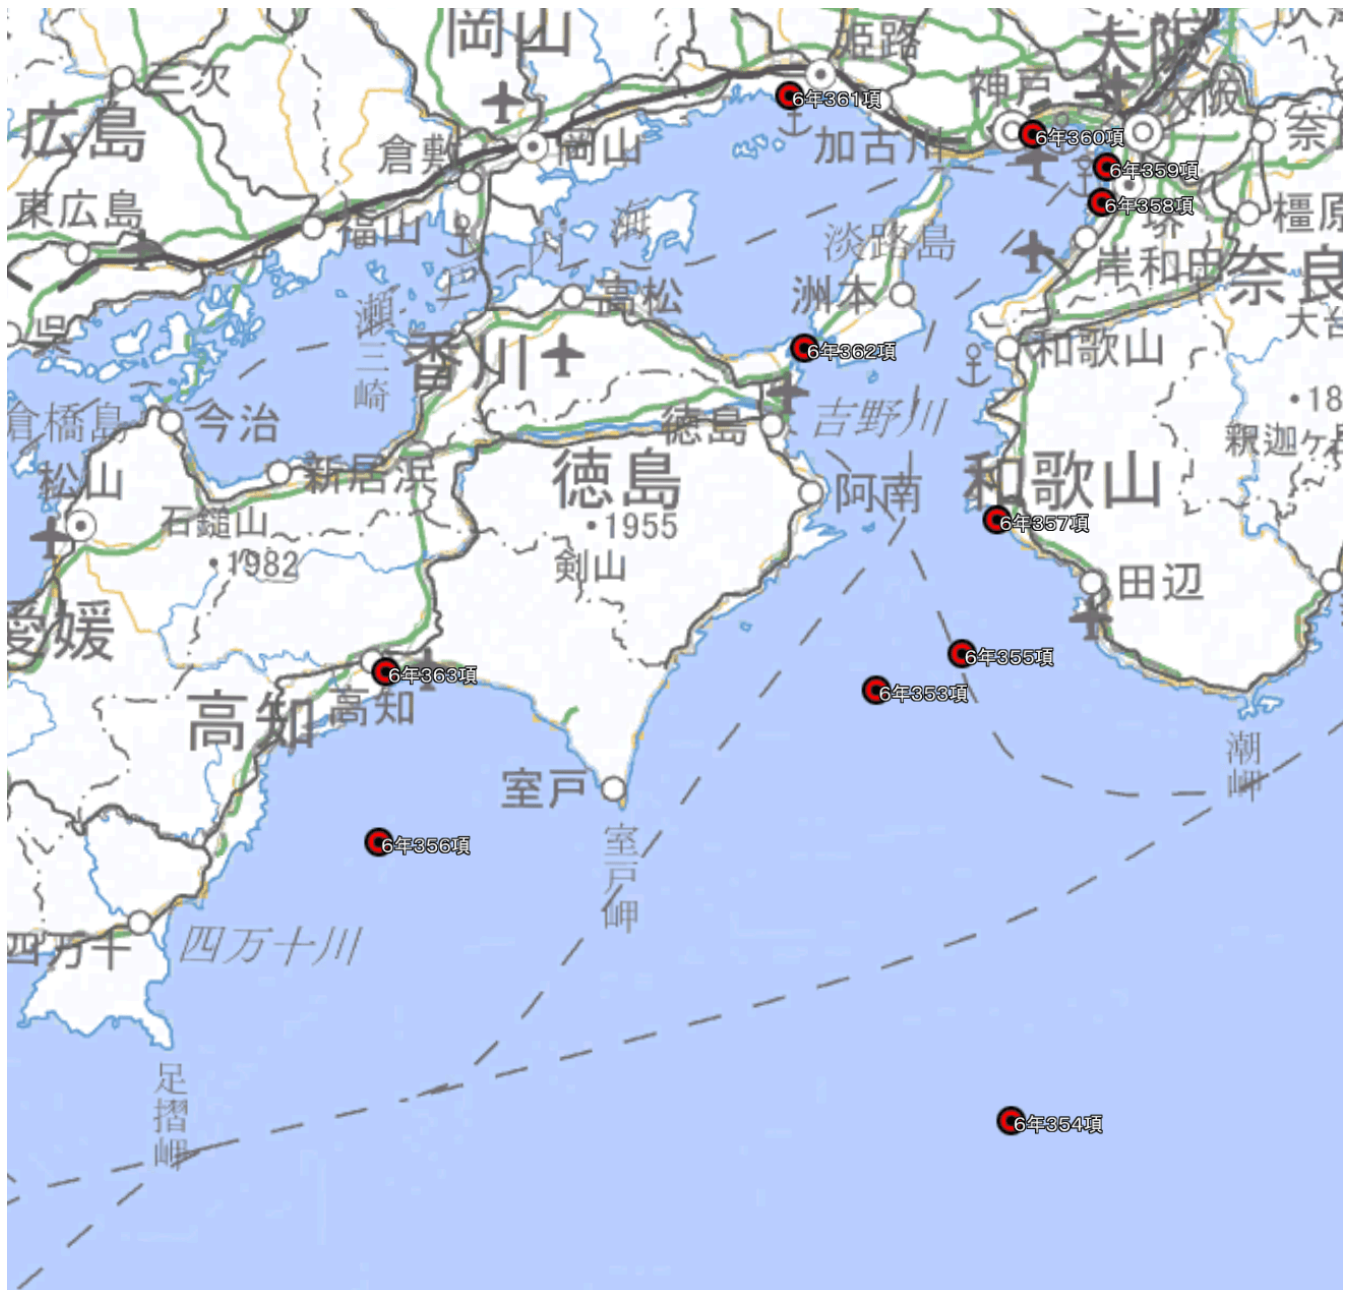 岡山
姫路
大阪
三次
神戸
大阪
6年361項
広島
6年360項
倉敷
岡山
加古川
奈
6年359項
東広島
6年358項
福山
海
内
戸
瀬
淡路島
堺
橿原
岸和田
奈良
高松
洲本
大台
呉
三崎
香川
6年362項
和歌山
18
倉橋島
今治
徳島
吉野川
釈迦ヶ
松山
新居浜
徳島
阿南
和歌山
石鎚山
1955
6年357項
1982
剣山
田辺
愛媛
6年355項
6年363項
6年353項
高知
高知
潮岬
室戸
6年356項
室戸岬
四万十
四万十川
足摺岬
6年354項